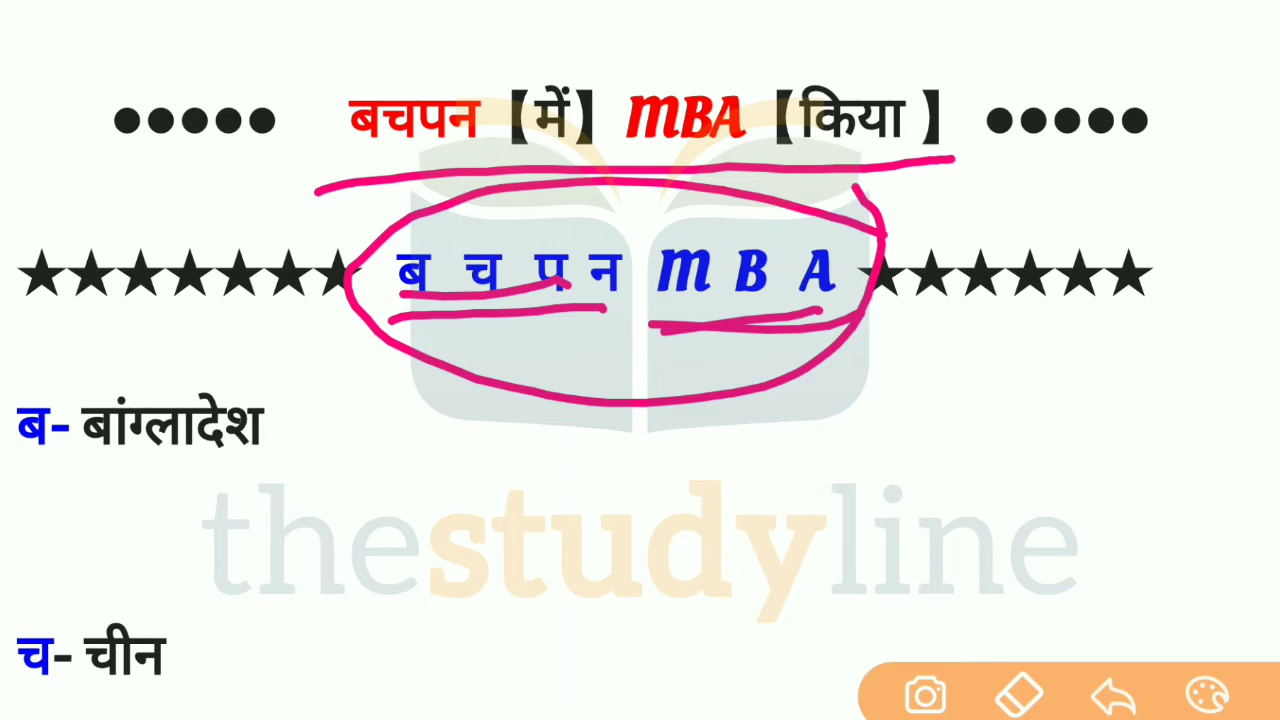 ●●●●● बचपन【में】MBA【किया 】●●●●●
★★★★★★★ ब च प न M B A ★★★★★★
ब- बांग्लादेश
thestudyline
च- चीन